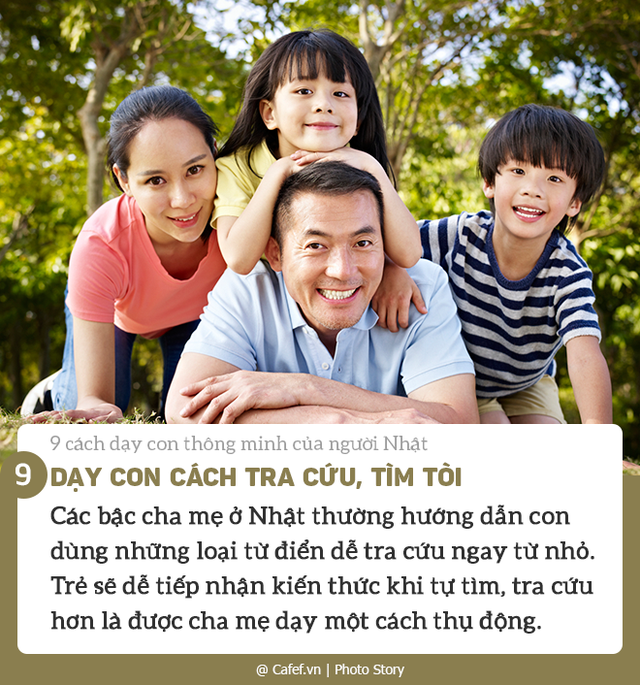 9 cách dạy con thông minh của người Nhật
9 DẠY CON CÁCH TRA CỨU, TÌM TÒI
Các bậc cha mẹ ở Nhật thường hướng dẫn con
dùng những loại từ điển dễ tra cứu ngay từ nhỏ.
Trẻ sẽ dễ tiếp nhận kiến thức khi tự tìm, tra cứu
hơn là được cha mẹ dạy một cách thụ động.
@ Cafef.vn | Photo Story